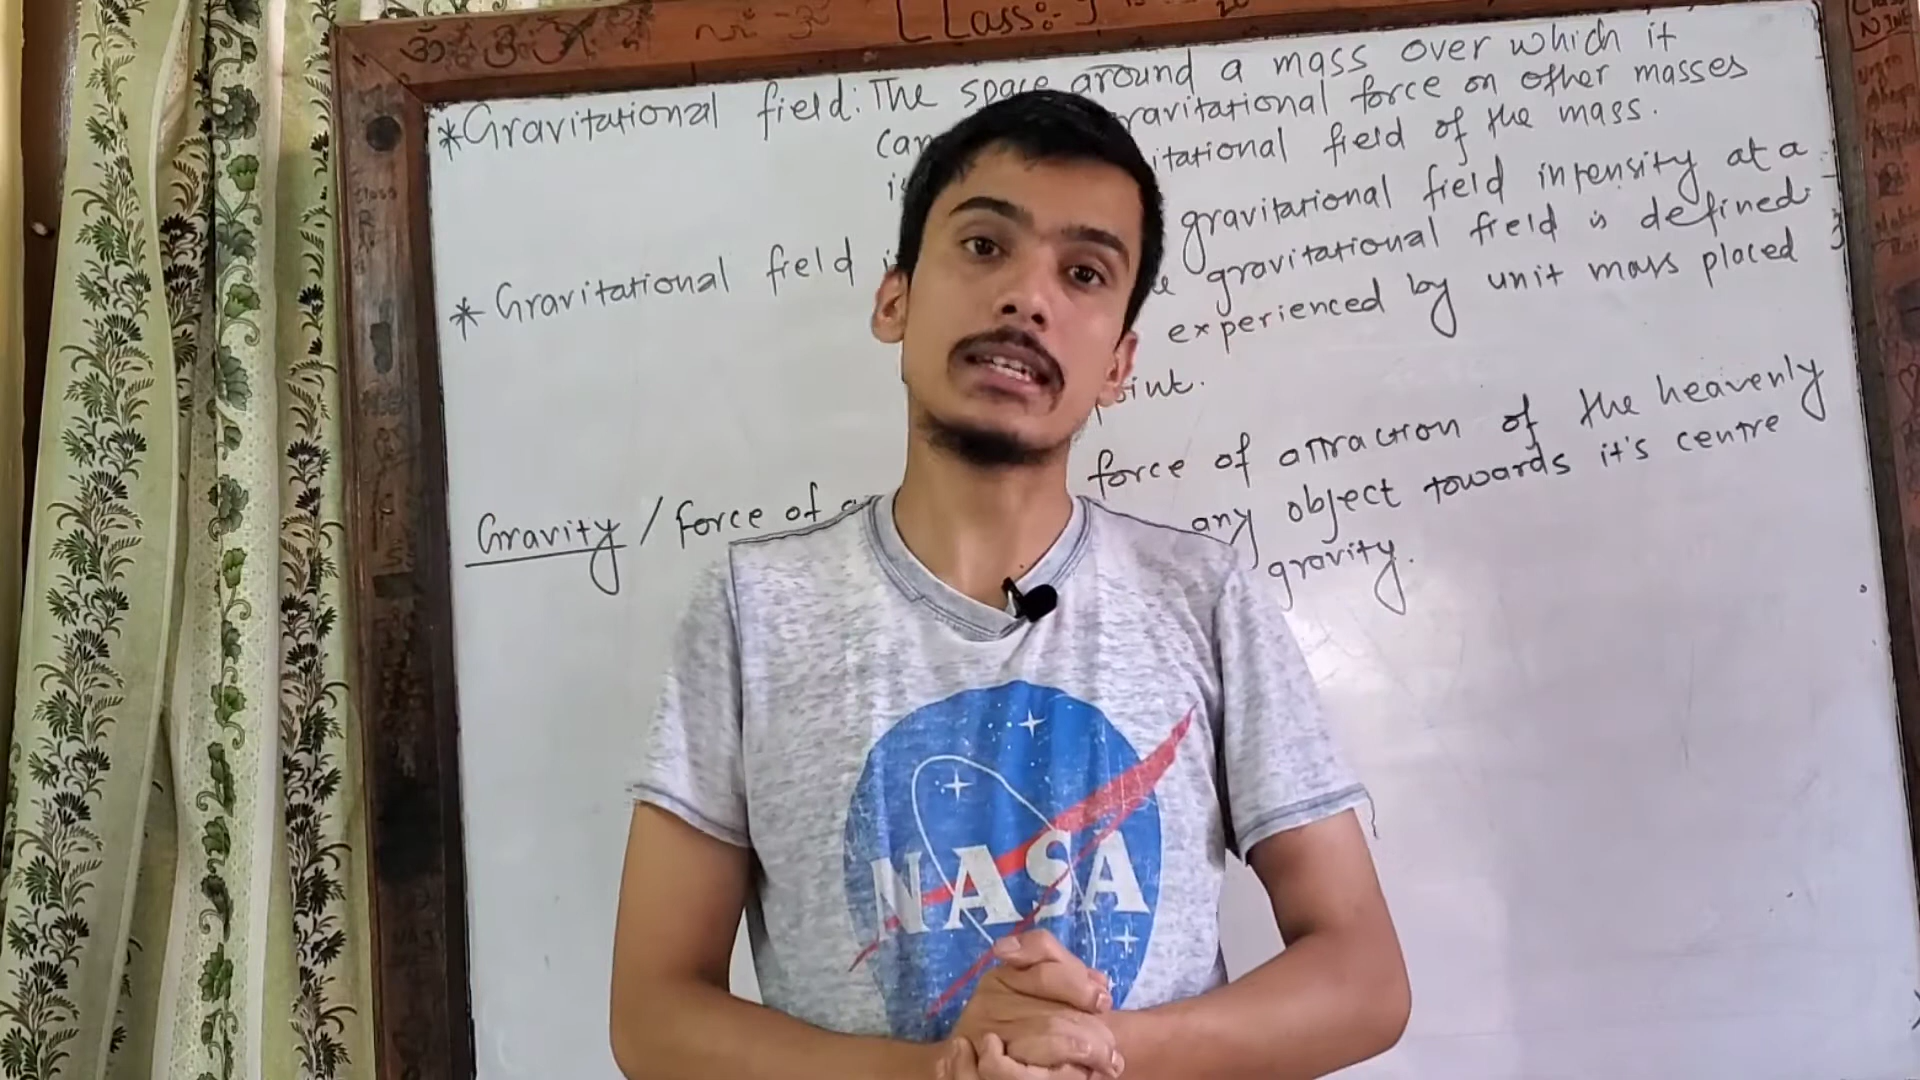 [Class:-
*Gravitational field: The space around a mass over which it
can gravitational force on other masses
is itational field of the mass.
* Gravitational field gravitational field intensity at a
gravitational field is defined
experienced by unit mass placed
point.
Gravity / Force of force of attraction of the heavenly
any object towards it's centre
gravity.
NASA